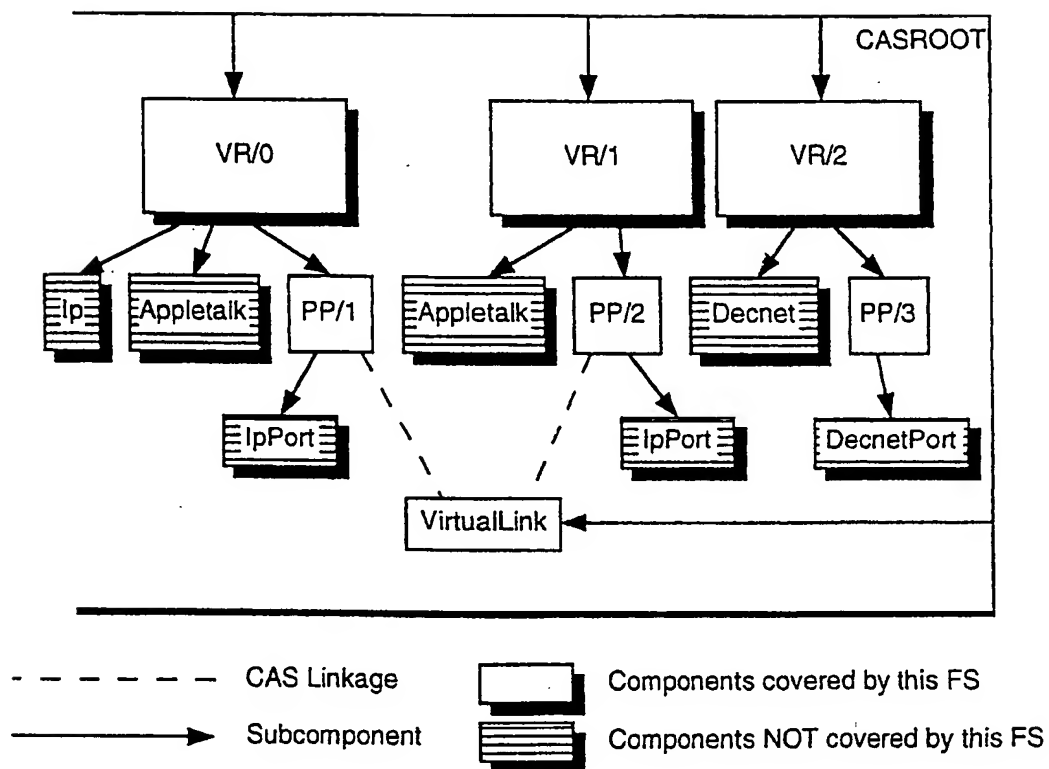 CASROOT
VR/0
VR/1
VR/2
Ip
Appletalk
PP/1
Appletalk
PP/2
Decnet
PP/3
IpPort
IpPort
DecnetPort
VirtualLink
CAS Linkage
Components covered by this FS
Subcomponent
Components NOT covered by this FS